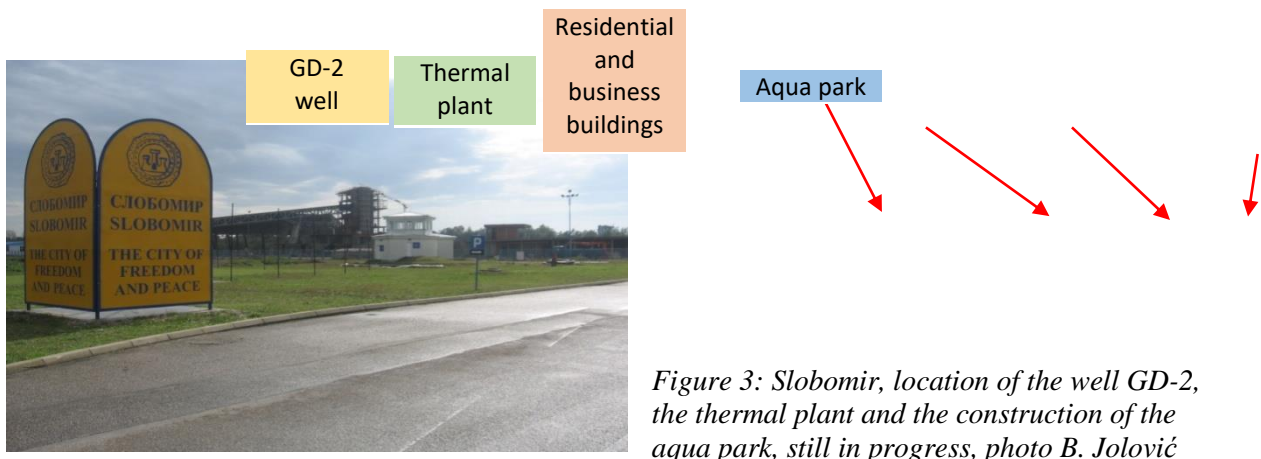 Residential
and
business
buildings
GD-2
well
Thermal
plant
Aqua park
СЛОБОМИР
SLOBOMIR
THE CITY OF
FREEDOM
AND PEACE
СЛОБОМИР
SLOBOMIR
THE CITY OF
FREEDOM
AND PEACE
P
Figure 3: Slobomir, location of the well GD-2,
the thermal plant and the construction of the
aqua park, still in progress, photo B. Jolović